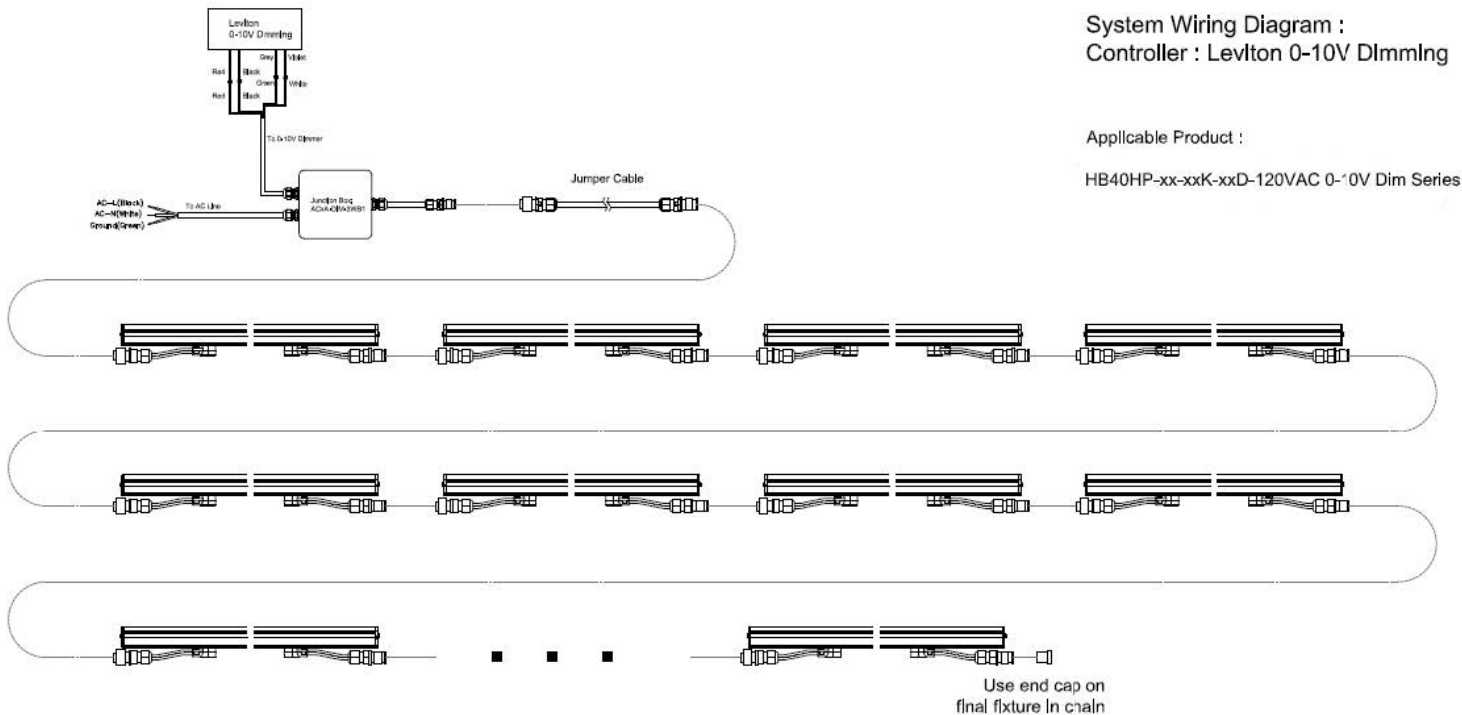 Leviton
0-10V Dimming
Grey Violet
Red Black
Green White
Red Black
To 0-10V Dimmer
System Wiring Diagram :
Controller : Leviton 0-10V Dimming
Applicable Product :
HB40HP-xx-xxK-xxD-120VAC 0-10V Dim Series
Jumper Cable
AC-L(Black)
AC-N(White)
Ground(Green)
To AC Line
Junction Box:
Use end cap on
final fixture in chain